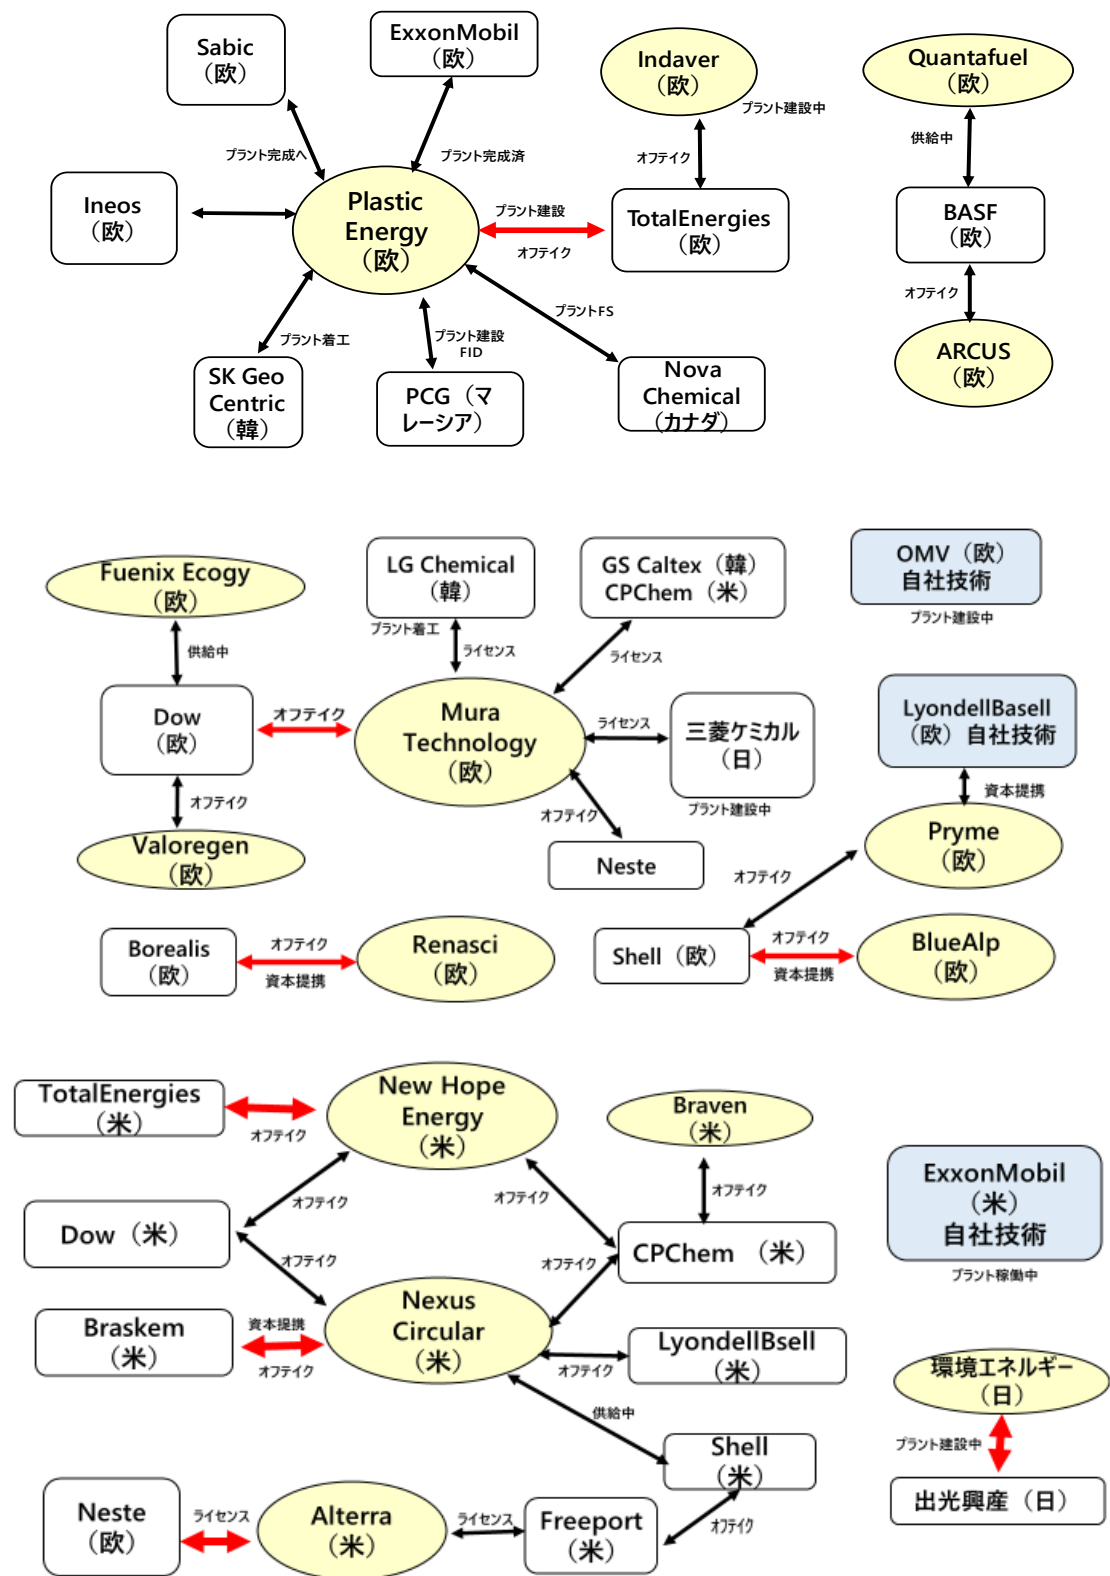 Sabic
（欧）
ExxonMobil
（欧）
Indaver
（欧）
プラント建設中
Quantafuel
（欧）
プラント完成へ
プラント完成済
オフテイク
供給中
Ineos
（欧）
Plastic
Energy
（欧）
プラント建設
オフテイク
TotalEnergies
（欧）
BASF
（欧）
プラント着工
プラント建設
FID
プラントFS
オフテイク
SK Geo
Centric
（韓）
PCG（マ
レーシア）
Nova
Chemical
（カナダ）
ARCUS
（欧）
Fuenix Ecogy
（欧）
LG Chemical
（韓）
プラント着工
GS Caltex（韓）
CPChem（米）
OMV（欧）
自社技術
プラント建設中
供給中
ライセンス
ライセンス
Dow
（欧）
オフテイク
Mura
Technology
（欧）
ライセンス
三菱ケミカル
（日）
プラント建設中
LyondellBasell
（欧）自社技術
資本提携
オフテイク
オフテイク
Valoregen
（欧）
Neste
Pryme
（欧）
オフテイク
Borealis
（欧）
オフテイク
資本提携
Renasci
（欧）
Shell（欧）
オフテイク
資本提携
BlueAlp
（欧）
TotalEnergies
（米）
オフテイク
New Hope
Energy
（米）
Braven
（米）
オフテイク
オフテイク
オフテイク
ExxonMobil
（米）
自社技術
プラント稼働中
Dow（米）
オフテイク
オフテイク
CPChem （米）
Braskem
（米）
資本提携
オフテイク
Nexus
Circular
（米）
オフテイク
LyondellBsell
（米）
環境エネルギー
（日）
供給中
プラント建設中
Shell
（米）
出光興産（日）
Neste
（欧）
ライセンス
Alterra
（米）
ライセンス
Freeport
（米）
オフテイク